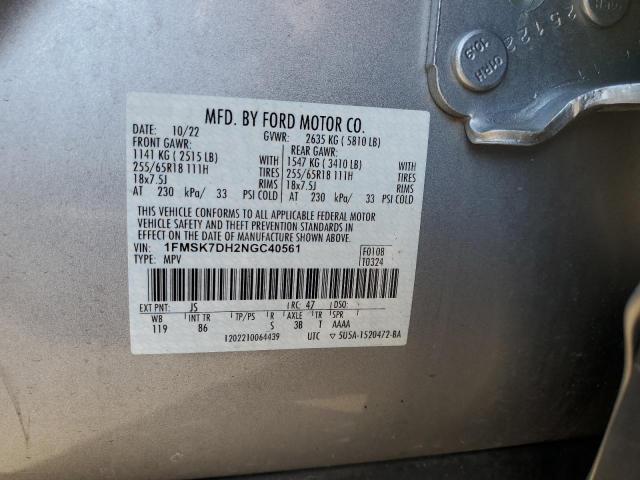 MFD. BY FORD MOTOR CO.
DATE: 10/22 GVWR: 2635 KG ( 5810 LB)
FRONT GAWR: REAR GAWR:
1141 KG ( 2515 LB) WITH 1547 KG ( 3410 LB) WITH
255/65R18 111H TIRES 255/65R18 111H TIRES
18x7.5J RIMS 18x7.5J RIMS
AT 230 kPa/ 33 PSI COLD AT 230 kPa/ 33 PSI COLD
THIS VEHICLE CONFORMS TO ALL APPLICABLE FEDERAL MOTOR
VEHICLE SAFETY AND THEFT PREVENTION STANDARDS IN EFFECT
ON THE DATE OF MANUFACTURE SHOWN ABOVE.
VIN: 1FMSK7DH2NGC40561 F0108
TYPE: MPV T0324
EXT PNT: JS RC: 47 DSO:
WB INT TR TP/PS R AXLE TR SPR
119 86 S 3B T AAAA
1202210064439 UTC ▽ 5U5A-1520472-BA